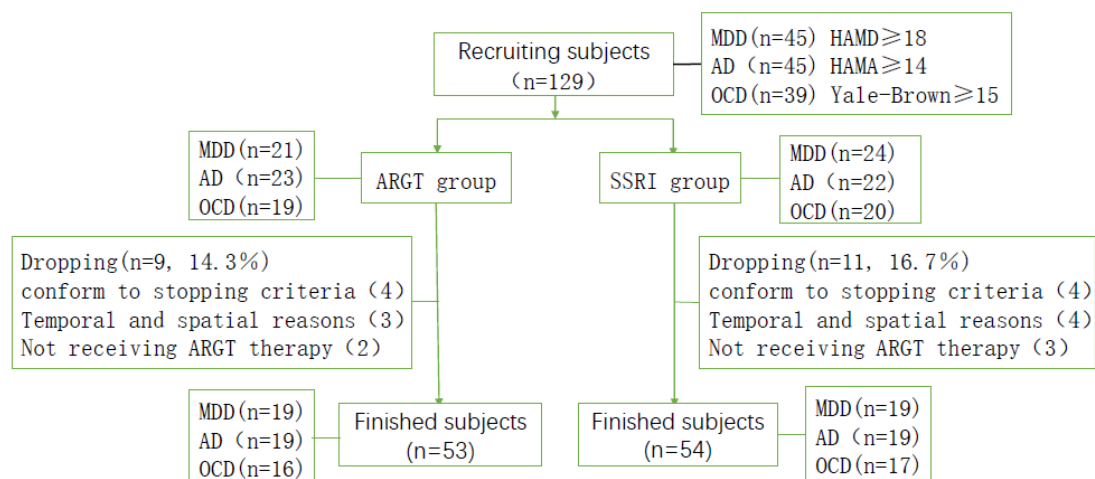 Recruiting subjects
（n=129）
MDD(n=45) HAMD≥18
AD（n=45) HAMA≥14
OCD(n=39) Yale-Brown≥15
MDD(n=21)
AD（n=23)
OCD(n=19)
ARGT group
SSRI group
MDD(n=24)
AD（n=22)
OCD(n=20)
Dropping(n=9, 14.3%)
conform to stopping criteria（4)
Temporal and spatial reasons（3)
Not receiving ARGT therapy（2)
Dropping(n=11, 16.7%)
conform to stopping criteria（4)
Temporal and spatial reasons（4)
Not receiving ARGT therapy（3)
MDD(n=19)
AD（n=19)
OCD(n=16)
Finished subjects
(n=53)
Finished subjects
(n=54)
MDD(n=19)
AD（n=19)
OCD(n=17)